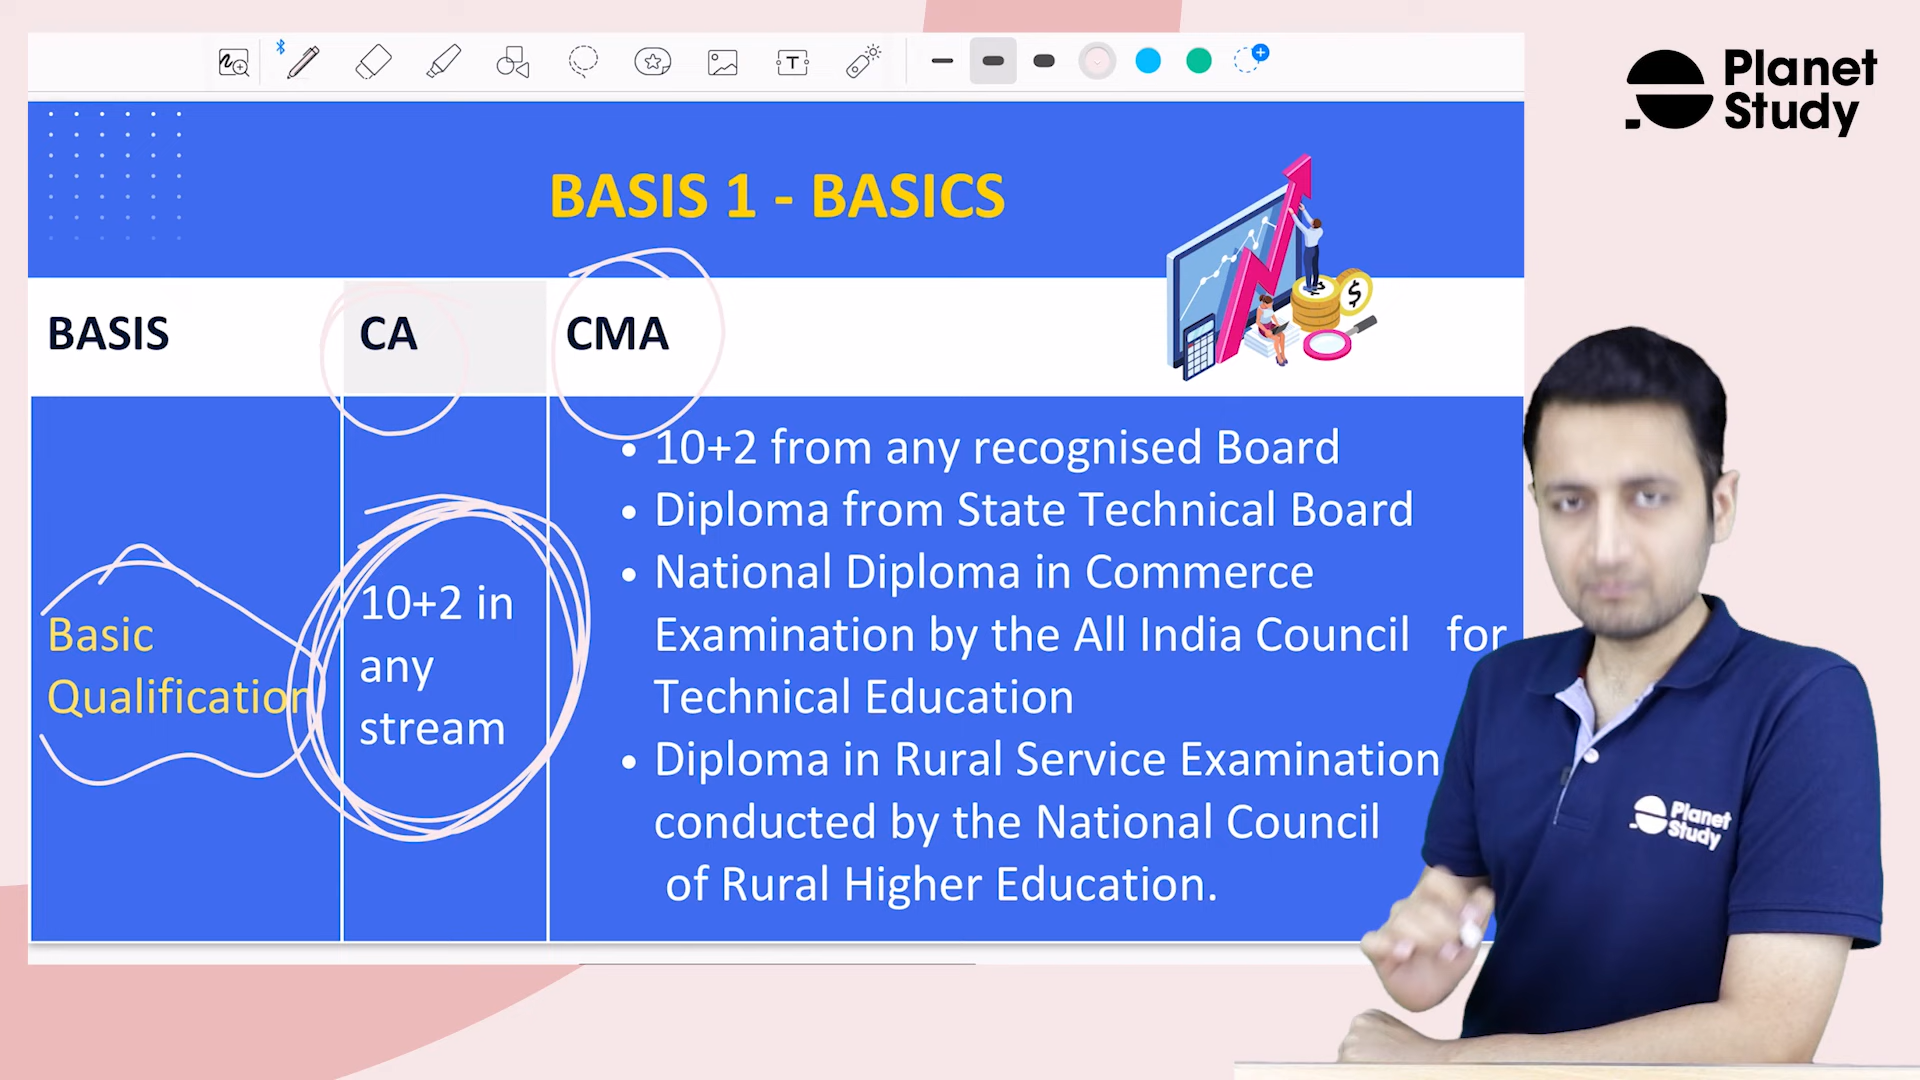 Planet
Study
BASIS 1 - BASICS
BASIS
CA
CMA
Basic
Qualification
10+2 in
any
stream
• 10+2 from any recognised Board
• Diploma from State Technical Board
• National Diploma in Commerce
Examination by the All India Council for
Technical Education
• Diploma in Rural Service Examination
conducted by the National Council
of Rural Higher Education.
Planet
Study